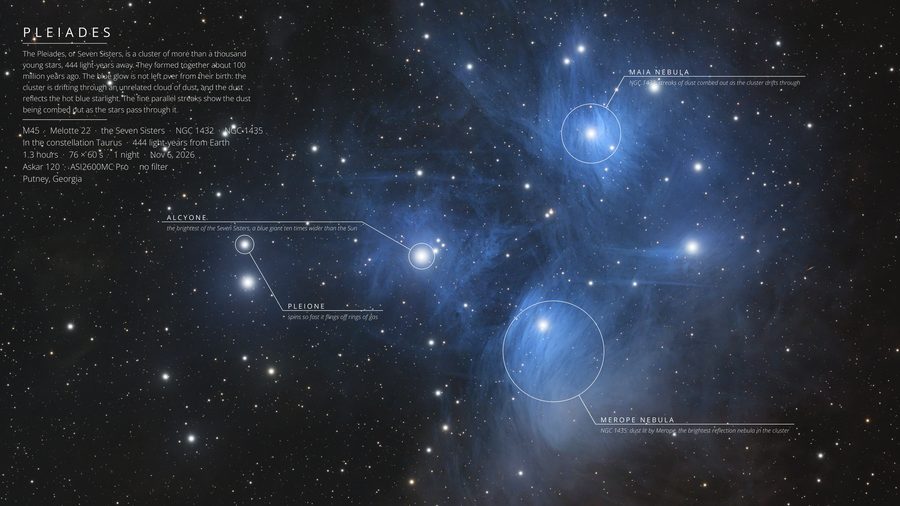 PLEIADES
The Pleiades, or Seven Sisters, is a cluster of more than a thousand
young stars, 444 light-years away. They formed together about 100
million years ago. The blue glow is not left over from their birth: the
cluster is drifting through an unrelated cloud of dust, and the dust
reflects the hot blue starlight. The fine parallel streaks show the dust
being combed out as the stars pass through it.
M45 · Melotte 22 · the Seven Sisters · NGC 1432 · NGC 1435
In the constellation Taurus · 444 light-years from Earth
1.3 hours · 76 × 60 s · 1 night · Nov 6, 2026
Askar 120 · ASI2600MC Pro · no filter
Putney, Georgia
MAIA NEBULA
NGC 1432: streaks of dust combed out as the cluster drifts through
ALCYONE
the brightest of the Seven Sisters, a blue giant ten times wider than the Sun
PLEIONE
spins so fast it flings off rings of gas
MEROPE NEBULA
NGC 1435: dust lit by Merope, the brightest reflection nebula in the cluster